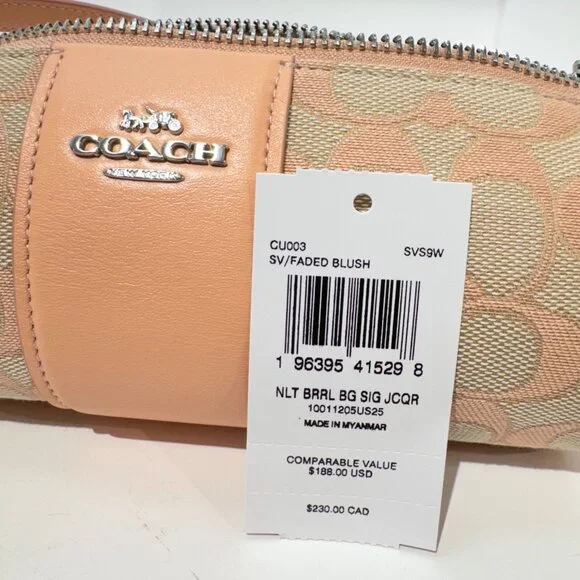 COACH
NEW YORK
CU003 SVS9W
SV/FADED BLUSH
1 96395 41529 8
NLT BRRL BG SIG JCQR
10011205US25
MADE IN MYANMAR
COMPARABLE VALUE
$188.00 USD
$230.00 CAD